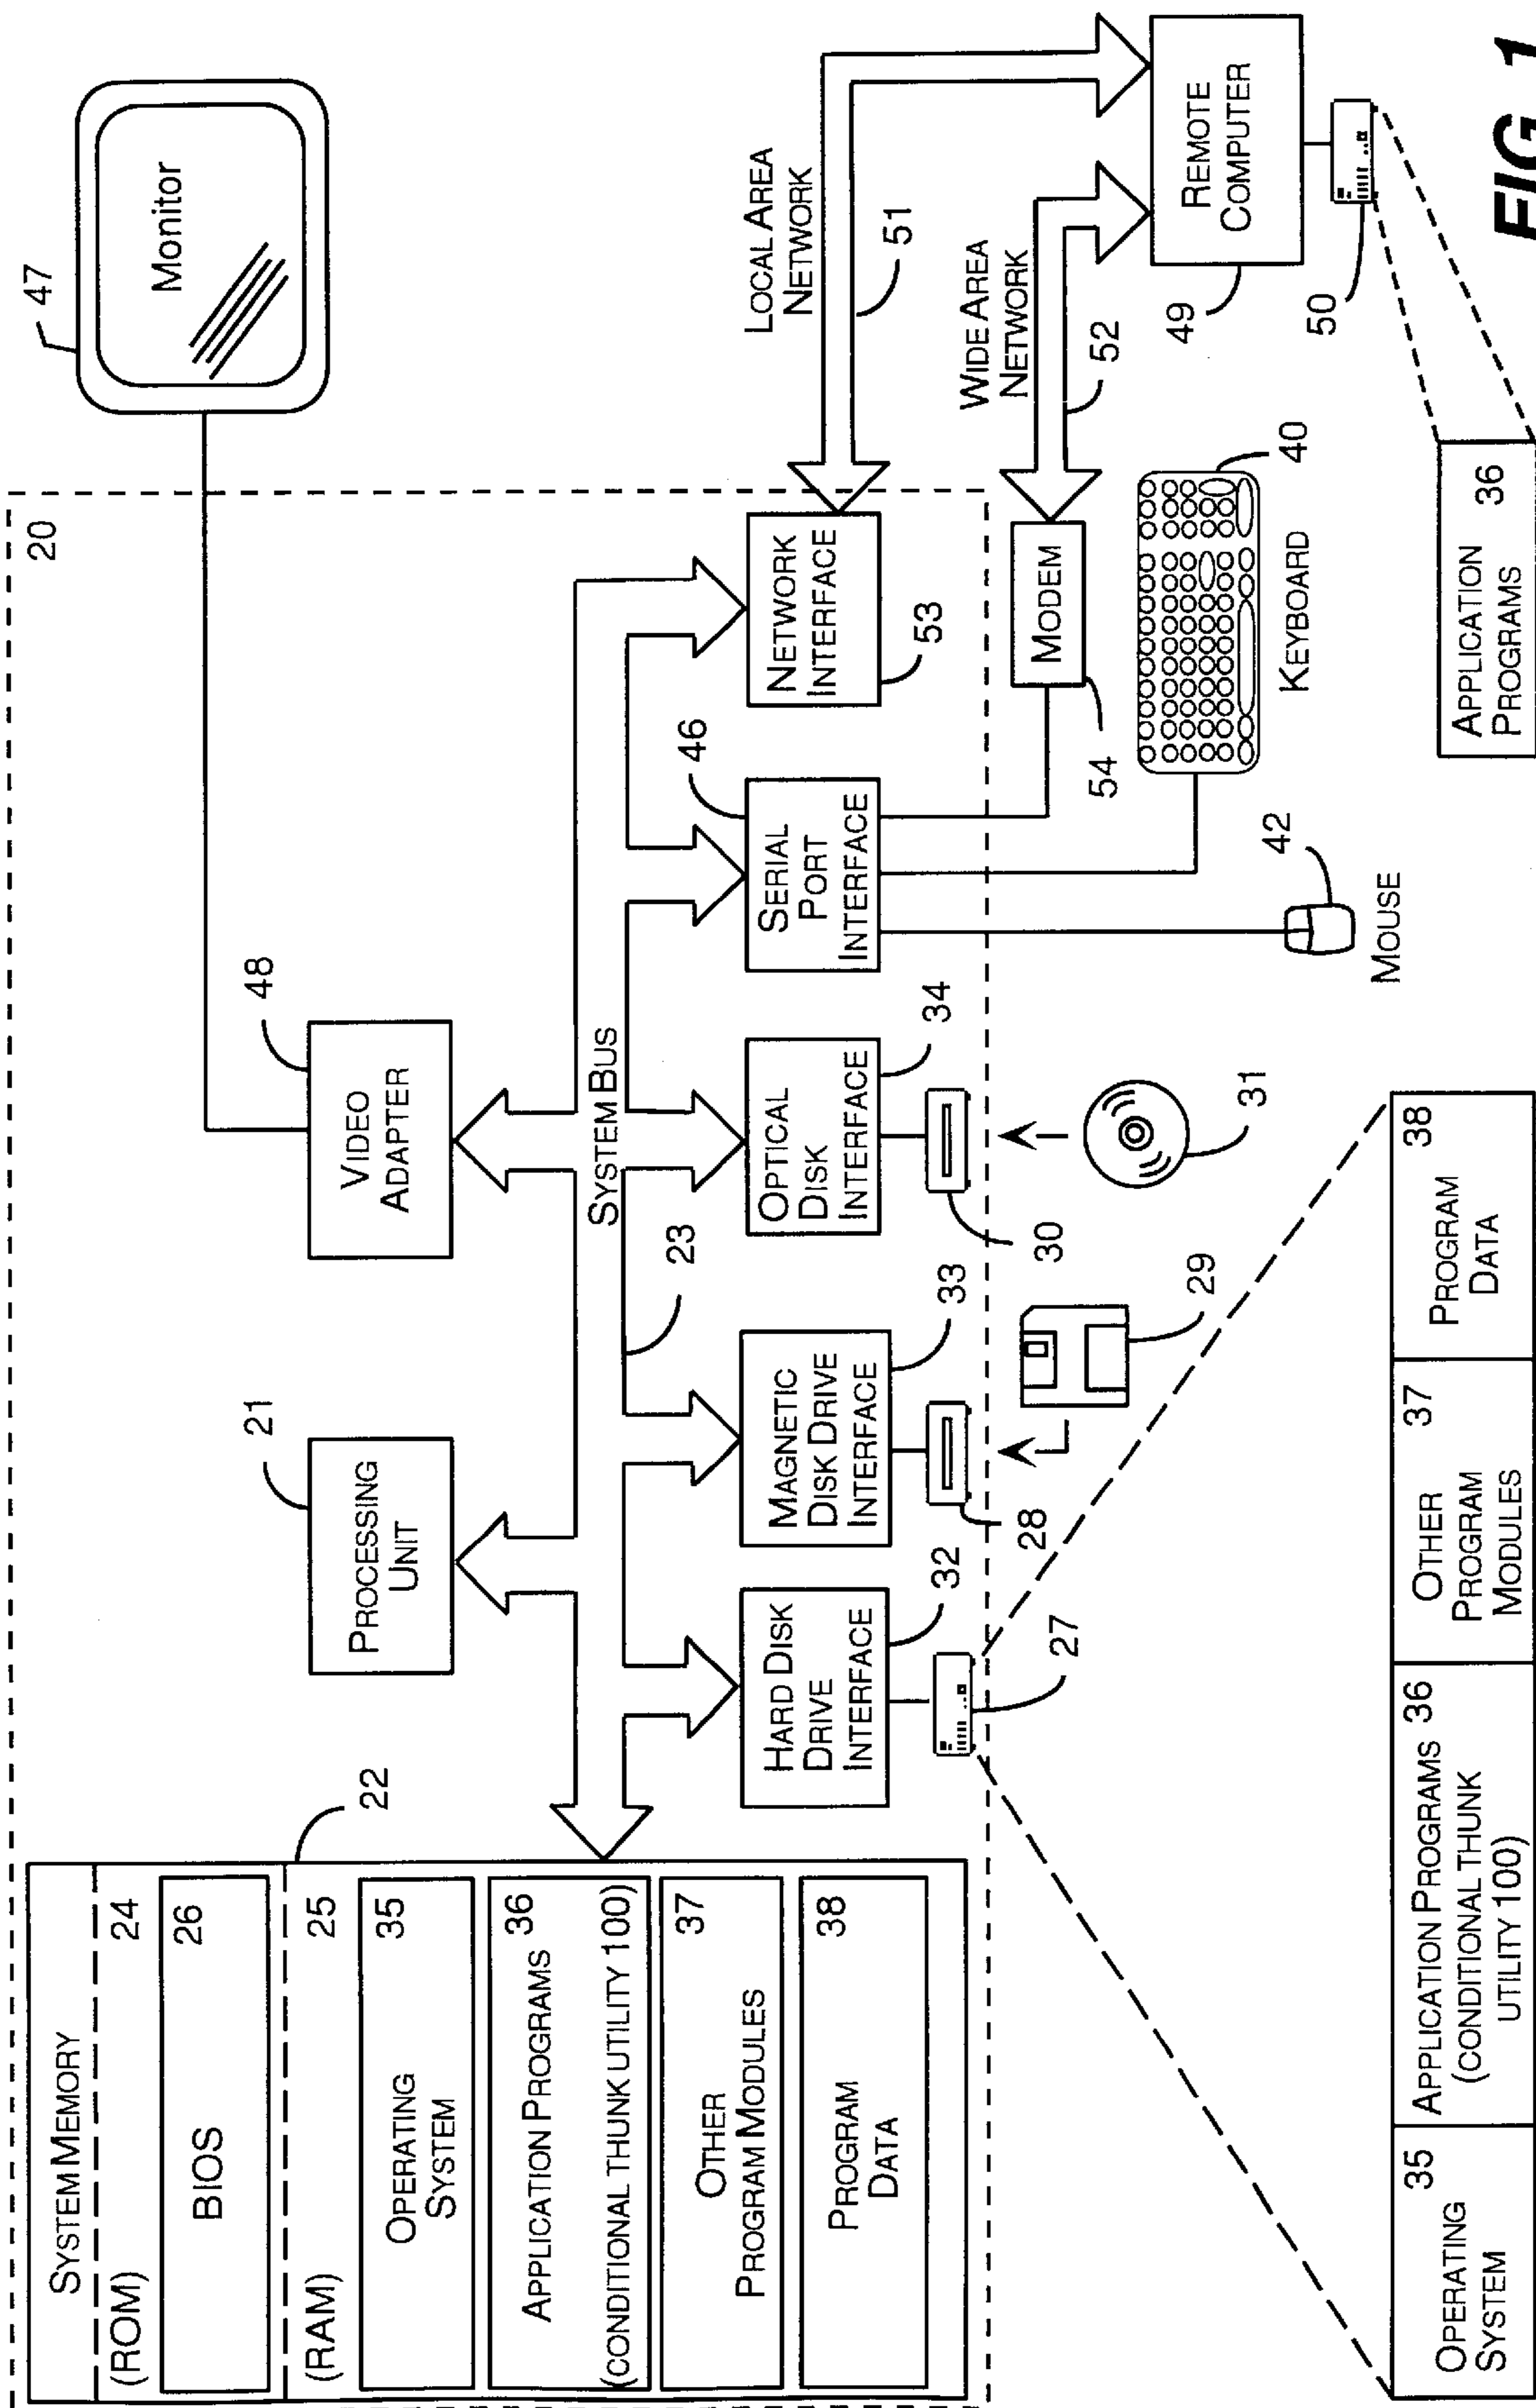 20
SYSTEM MEMORY
(ROM) 24
BIOS 26
(RAM) 25
OPERATING
SYSTEM
35
APPLICATION PROGRAMS
36
(CONDITIONAL THUNK UTILITY 100)
OTHER
PROGRAM MODULES
37
PROGRAM
DATA
38
22
PROCESSING
UNIT
21
VIDEO
ADAPTER
48
47
Monitor
SYSTEM BUS
23
HARD DISK
DRIVE
INTERFACE
32
MAGNETIC
DISK DRIVE
INTERFACE
33
OPTICAL
DISK
INTERFACE
34
SERIAL
PORT
INTERFACE
46
NETWORK
INTERFACE
53
LOCAL AREA
NETWORK
51
27
28
29
30
31
MODEM
54
WIDE AREA
NETWORK
52
REMOTE
COMPUTER
49
50
KEYBOARD
40
MOUSE
42
OPERATING
SYSTEM
35
APPLICATION PROGRAMS 36
(CONDITIONAL THUNK
UTILITY 100)
OTHER
PROGRAM
MODULES
37
PROGRAM
DATA
38
APPLICATION
PROGRAMS
36
FIG 1